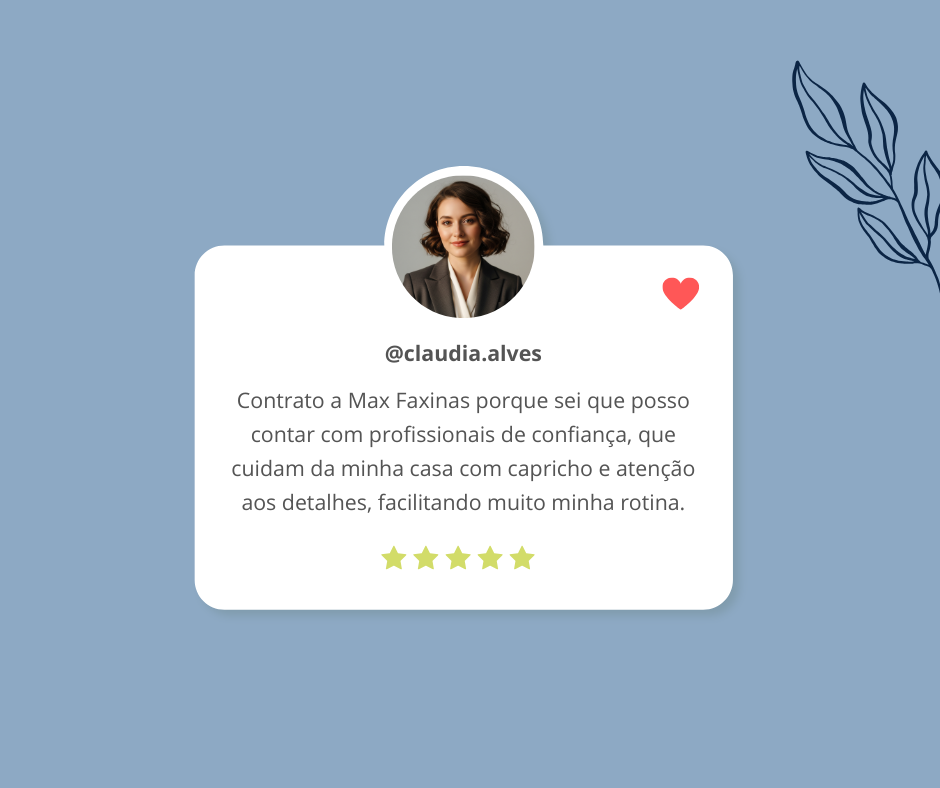 @claudia.alves
Contrato a Max Faxinas porque sei que posso
contar com profissionais de confiança, que
cuidam da minha casa com capricho e atenção
aos detalhes, facilitando muito minha rotina.